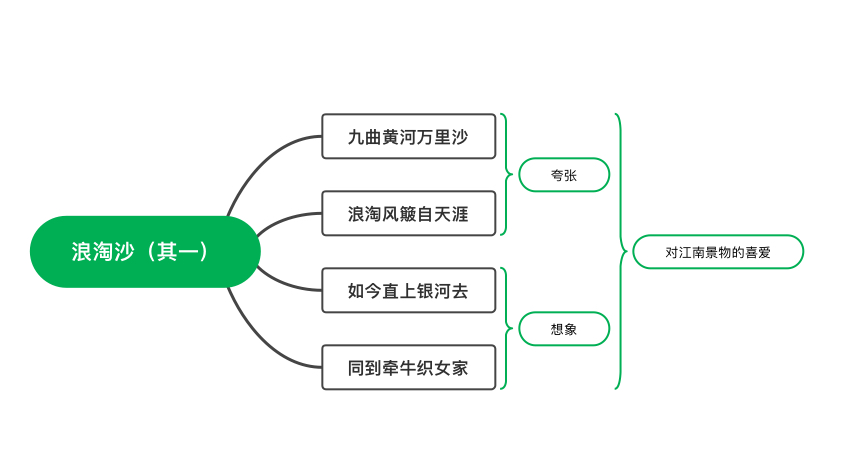 浪淘沙（其一）
九曲黄河万里沙
浪淘风簸自天涯
如今直上银河去
同到牵牛织女家
夸张
想象
对江南景物的喜爱